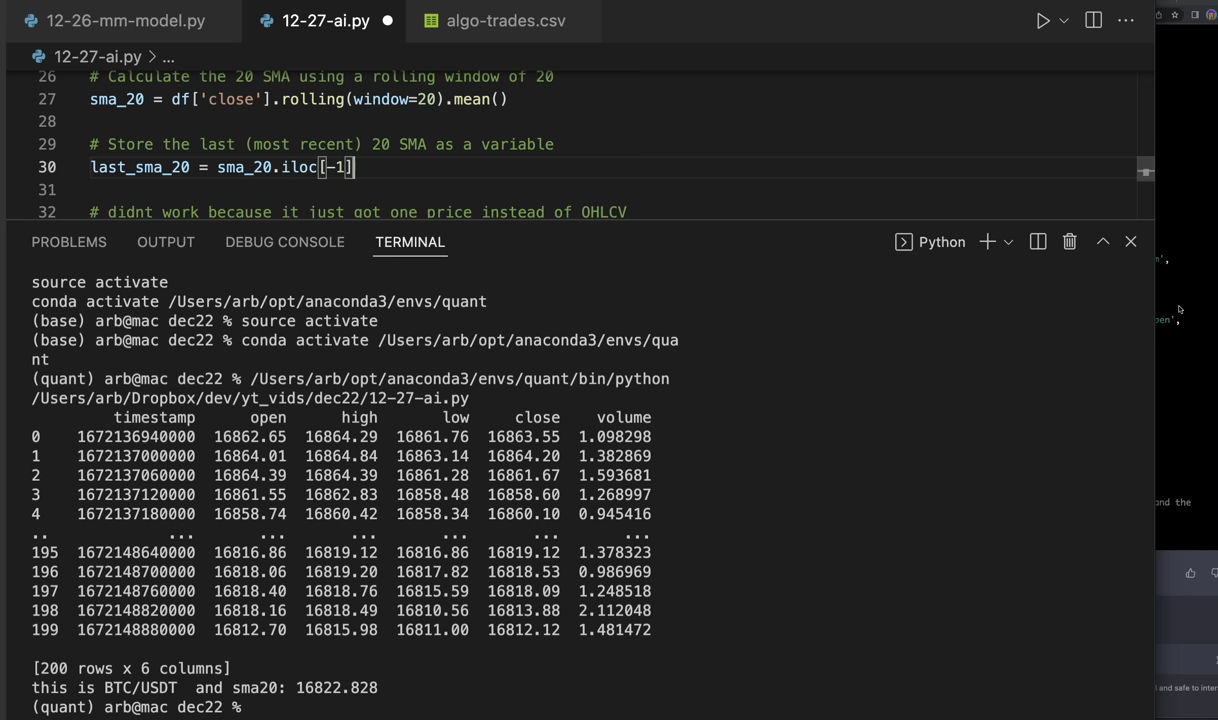 12-26-mm-model.py 12-27-ai.py algo-trades.csv
12-27-ai.py > ...
26 # Calculate the 20 SMA using a rolling window of 20
27 sma_20 = df['close'].rolling(window=20).mean()
28
29 # Store the last (most recent) 20 SMA as a variable
30 last_sma_20 = sma_20.iloc[-1]
31
32 # didnt work because it just got one price instead of OHLCV
PROBLEMS OUTPUT DEBUG CONSOLE TERMINAL Python
source activate
conda activate /Users/arb/opt/anaconda3/envs/quant
(base) arb@mac dec22 % source activate
(base) arb@mac dec22 % conda activate /Users/arb/opt/anaconda3/envs/qua
nt
(quant) arb@mac dec22 % /Users/arb/opt/anaconda3/envs/quant/bin/python
/Users/arb/Dropbox/dev/yt_vids/dec22/12-27-ai.py
timestamp open high low close volume
0 1672136940000 16862.65 16864.29 16861.76 16863.55 1.098298
1 1672137000000 16864.01 16864.84 16863.14 16864.20 1.382869
2 1672137060000 16864.39 16864.39 16861.28 16861.67 1.593681
3 1672137120000 16861.55 16862.83 16858.48 16858.60 1.268997
4 1672137180000 16858.74 16860.42 16858.34 16860.10 0.945416
.. ... ... ... ... ... ...
195 1672148640000 16816.86 16819.12 16816.86 16819.12 1.378323
196 1672148700000 16818.06 16819.20 16817.82 16818.53 0.986969
197 1672148760000 16818.40 16818.76 16815.59 16818.09 1.248518
198 1672148820000 16818.16 16818.49 16810.56 16813.88 2.112048
199 1672148880000 16812.70 16815.98 16811.00 16812.12 1.481472
[200 rows x 6 columns]
this is BTC/USDT  and sma20: 16822.828
(quant) arb@mac dec22 %
and the
and safe to inter